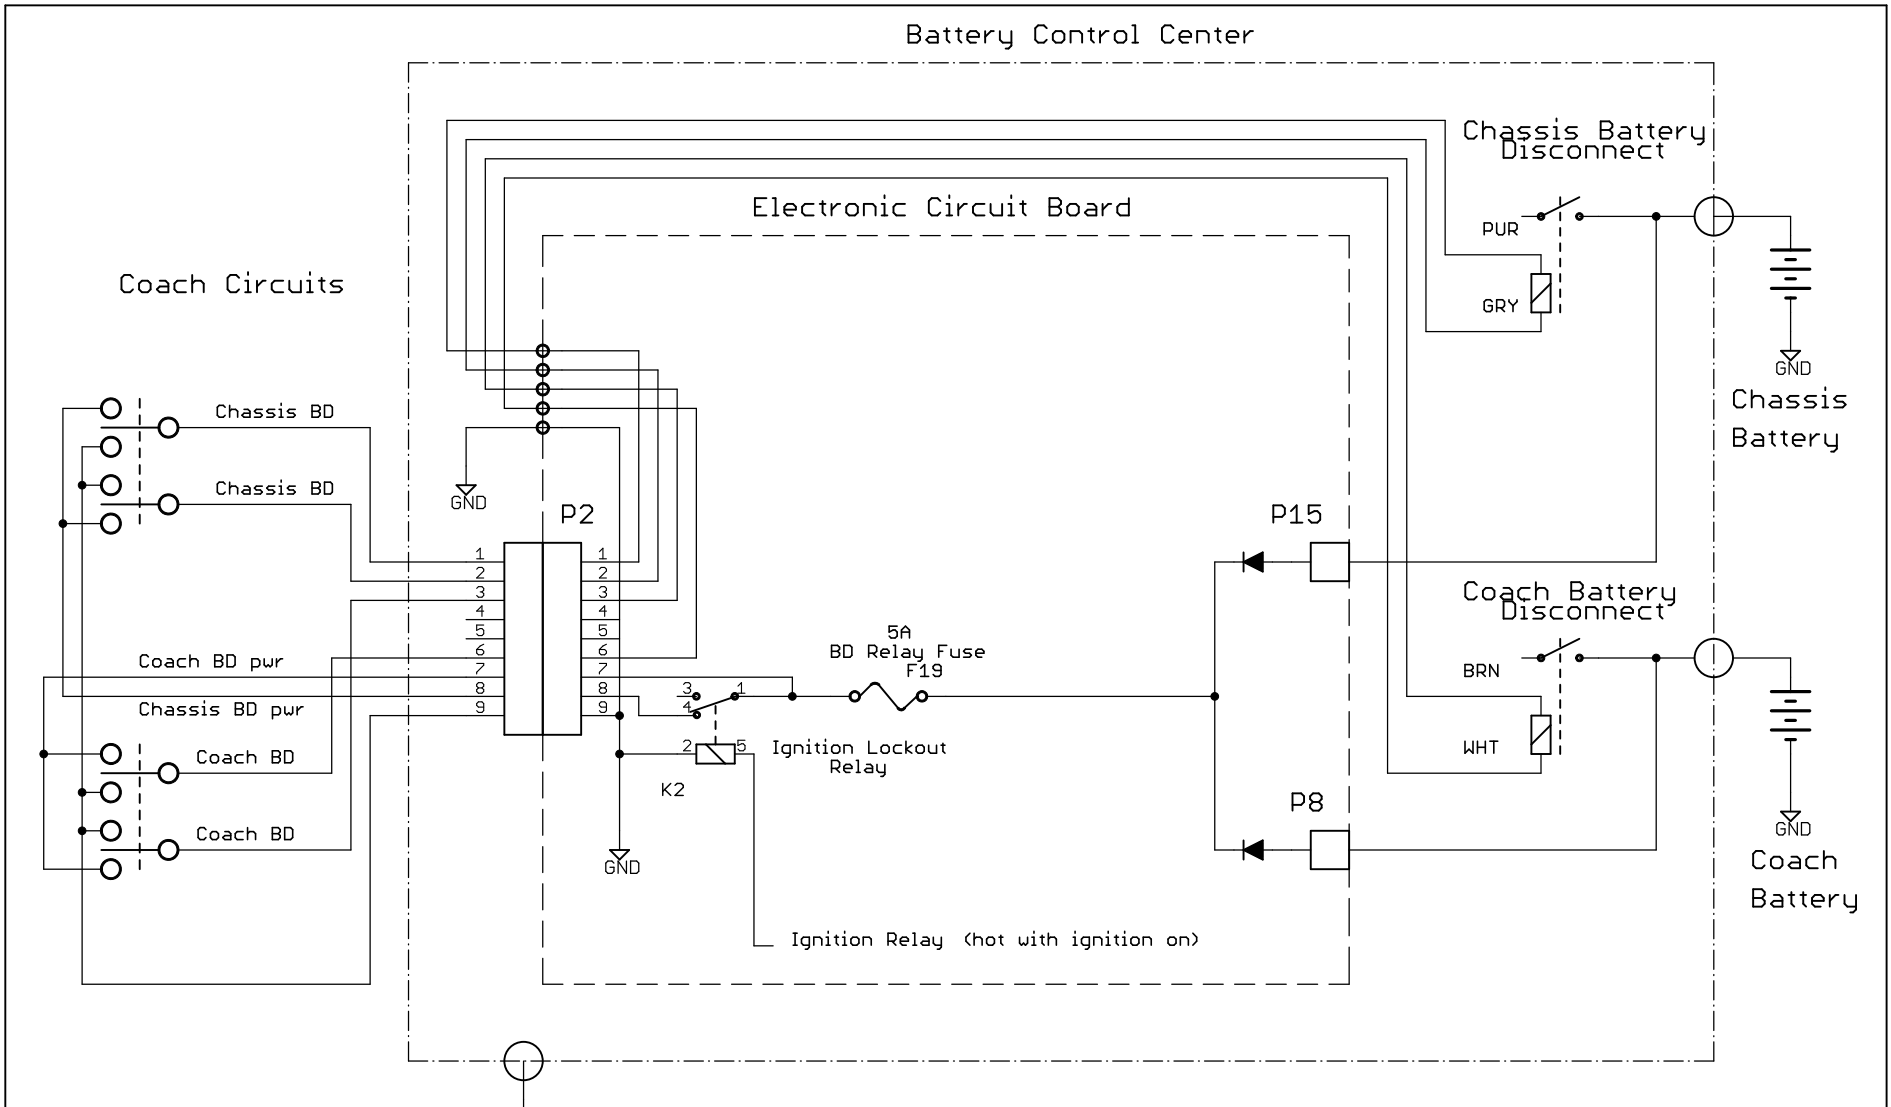 Battery Control Center
Chassis Battery
Disconnect
Electronic Circuit Board
PUR
GRY
Coach Circuits
GND
Chassis
Battery
Chassis BD
Chassis BD
GND
P2
P15
1 1
2 2
3 3
4 4
5 5
6 6
7 7
8 8
9 9
Coach Battery
Disconnect
5A
BD Relay Fuse
F19
Coach BD pwr
Chassis BD pwr
BRN
WHT
3 1
4
2 5
Ignition Lockout
Relay
K2
Coach BD
Coach BD
P8
GND
GND
Coach
Battery
Ignition Relay (hot with ignition on)